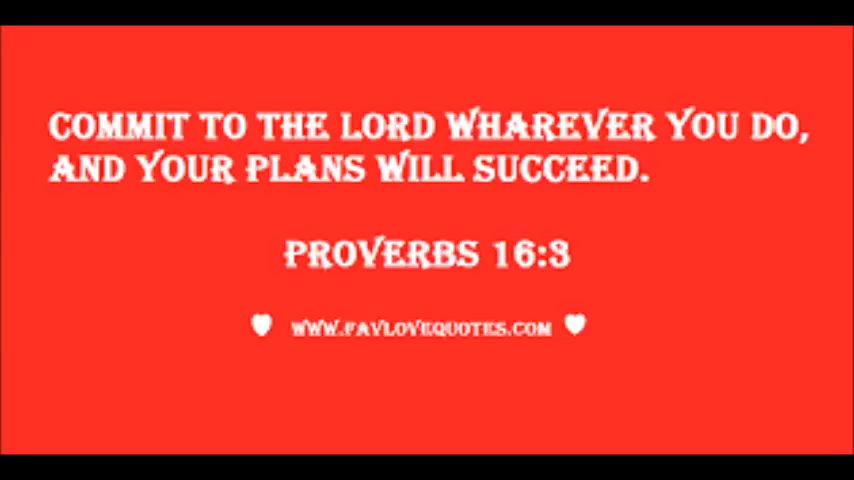 COMMIT TO THE LORD WHAREVER YOU DO,
AND YOUR PLANS WILL SUCCEED.
PROVERBS 16:3
WWW.FAVLOVEQUOTES.COM